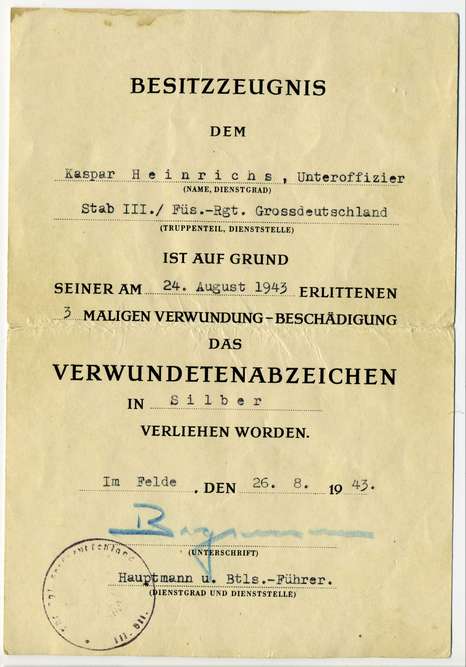 BESITZZEUGNIS
DEM
Kaspar Heinrichs, Unteroffizier
(NAME, DIENSTGRAD)
Stab III./ Füs.-Rgt. Grossdeutschland
(TRUPPENTEIL, DIENSTSTELLE)
IST AUF GRUND
SEINER AM 24. August 1943 ERLITTENEN
3 MALIGEN VERWUNDUNG-BESCHÄDIGUNG
DAS
VERWUNDETENABZEICHEN
IN Silber
VERLIEHEN WORDEN.
Im Felde , DEN 26. 8. 19 43.
(UNTERSCHRIFT)
Hauptmann u. Btls.-Führer.
(DIENSTGRAD UND DIENSTSTELLE)